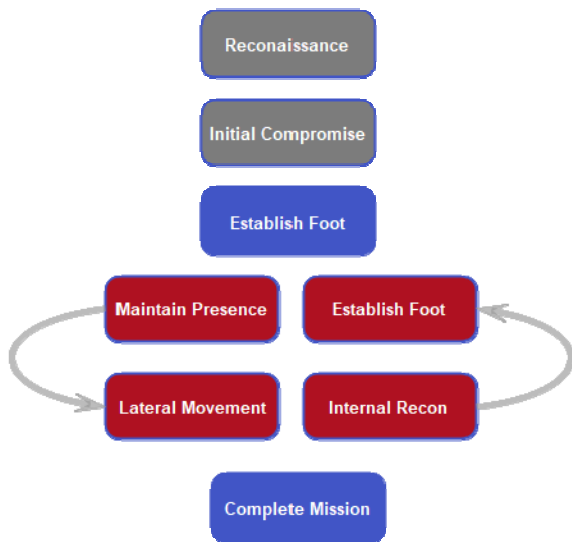 Reconaissance
Initial Compromise
Establish Foot
Maintain Presence
Establish Foot
Lateral Movement
Internal Recon
Complete Mission